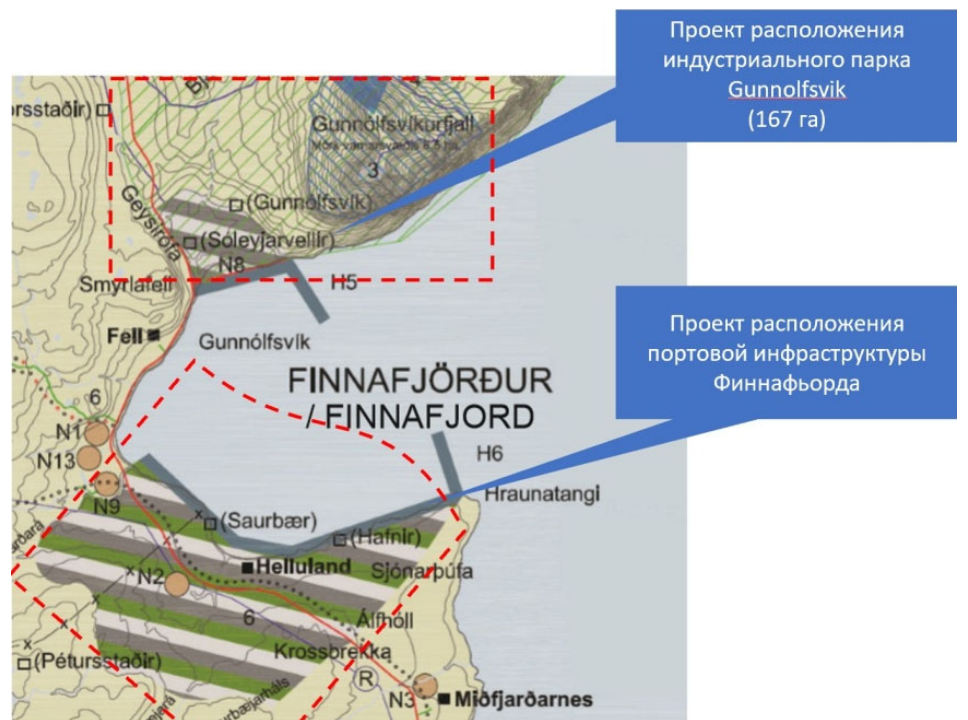 Проект расположения
индустриального парка
Gunnolfsvik
(167 га)
Gunnólfsvíkurfjall
3
(Gunnólfsvík)
Geysirófa
(Sóleyjarvellir)
N8
Smyrlafell
H5
Fell
Gunnólfsvík
Проект расположения
портовой инфраструктуры
Финнафьорда
FINNAFJÖRÐUR
/ FINNAFJORD
6
N1
N13
H6
N9
Hraunatangi
(Saurbær)
(Hafnir)
Helluland
Sjónarþúfa
N2
6
Álfhóll
Krossbrekka
(Pétursstaðir)
R
N3
Miðfjarðarnes